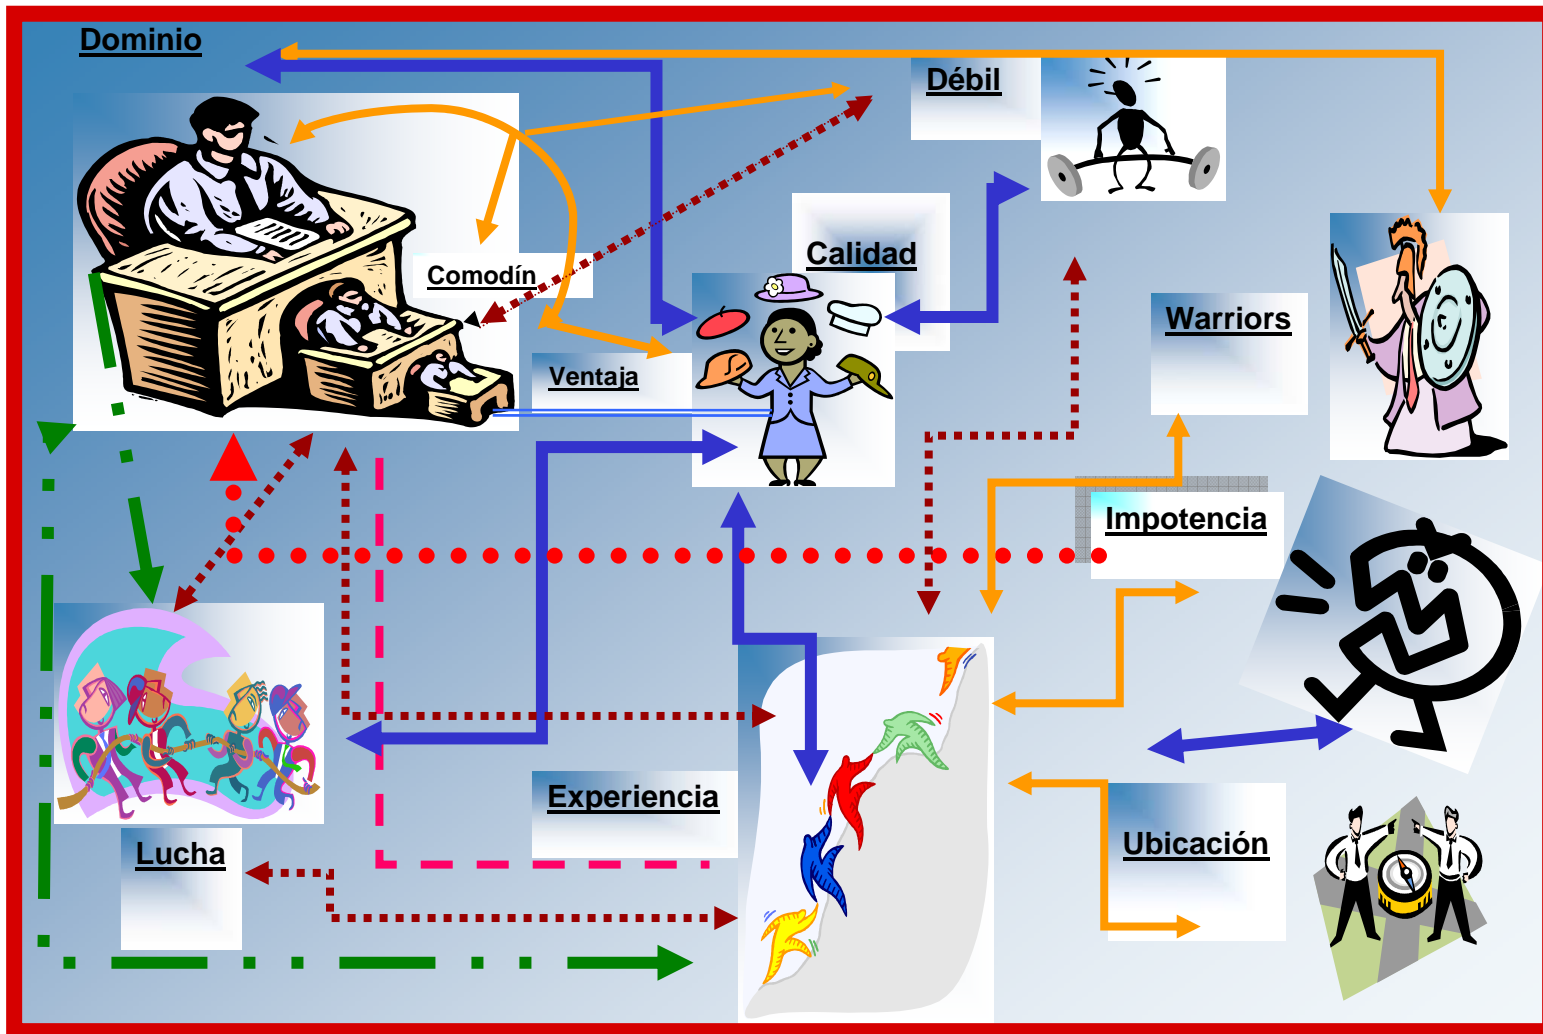 Dominio
Débil
Calidad
Comodín
Warriors
Ventaja
Impotencia
Experiencia
Ubicación
Lucha